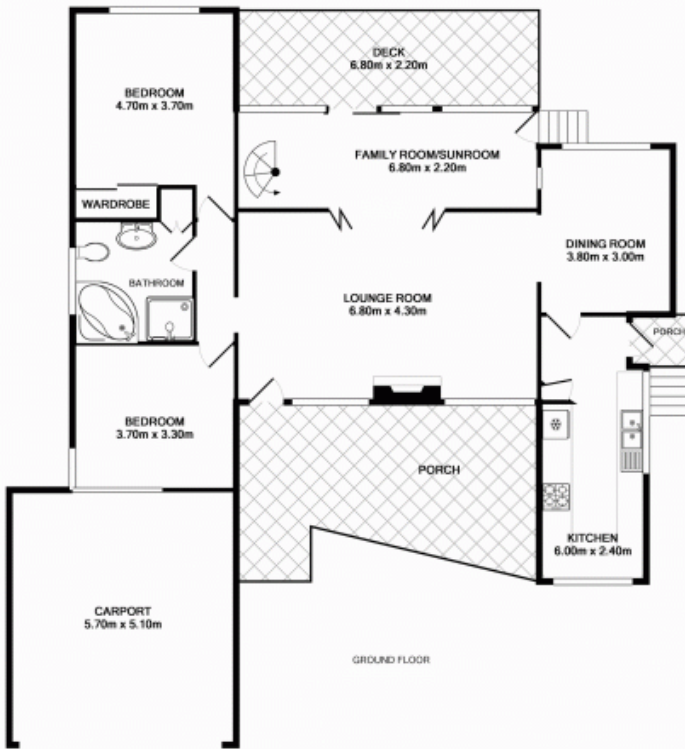 DECK
6.80m x 2.20m
BEDROOM
4.70m x 3.70m
FAMILY ROOM/SUNROOM
6.80m x 2.20m
WARDROBE
DINING ROOM
3.80m x 3.00m
BATHROOM
LOUNGE ROOM
6.80m x 4.30m
PORCH
BEDROOM
3.70m x 3.30m
PORCH
KITCHEN
6.00m x 2.40m
CARPORT
5.70m x 5.10m
GROUND FLOOR